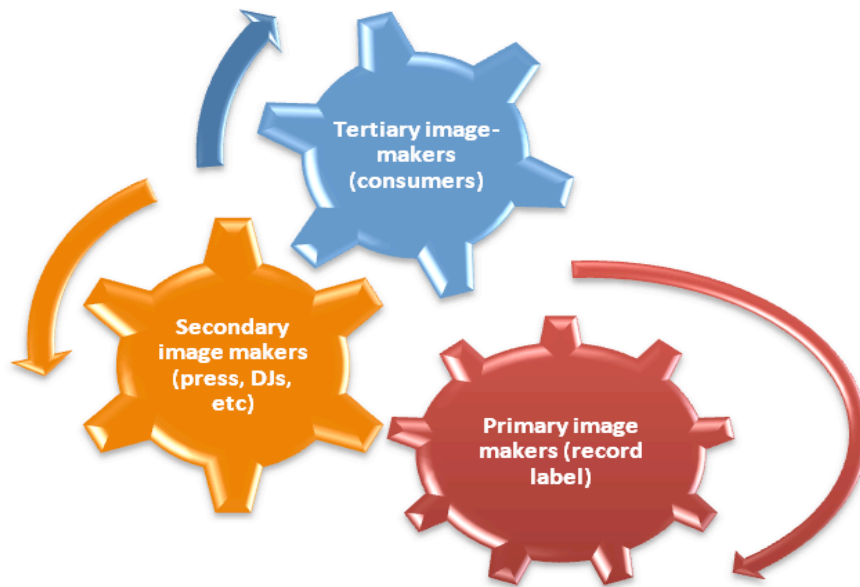 Tertiary image-
makers
(consumers)
Secondary
image makers
(press, DJs,
etc)
Primary image
makers (record
label)